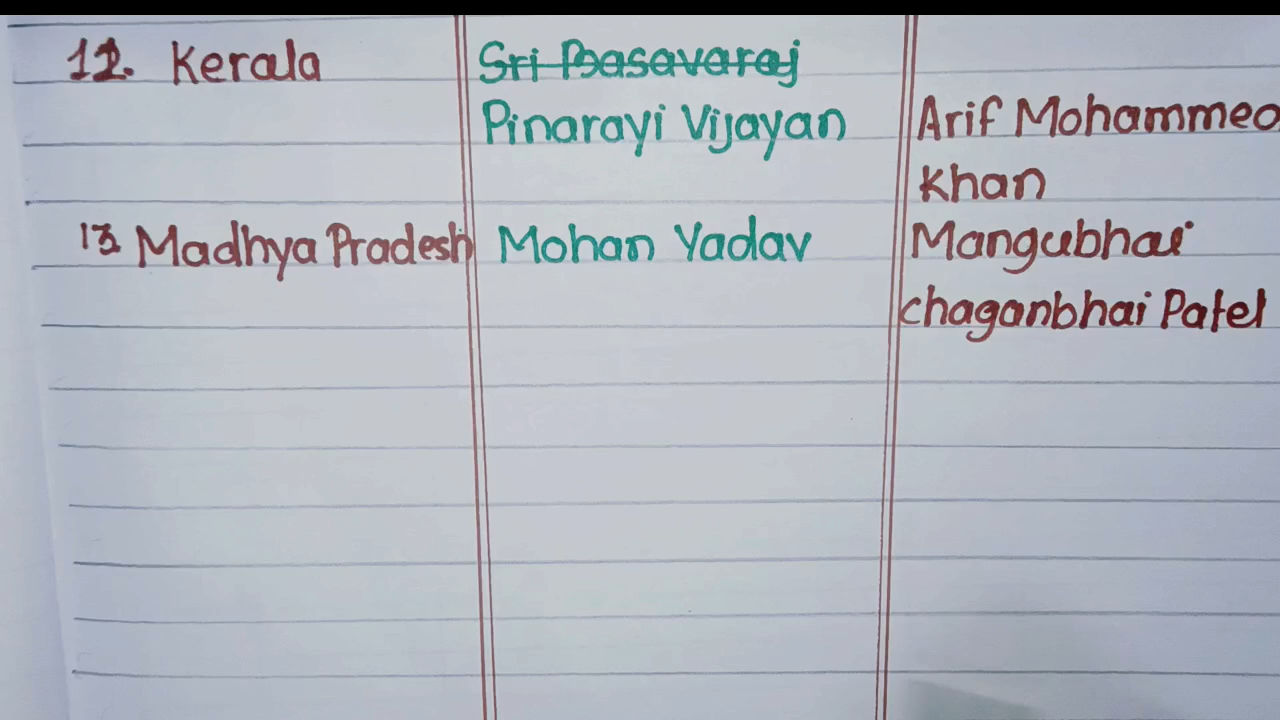 12. Kerala Sri Basavaraj
Pinarayi Vijayan Arif Mohammed
Khan
13. Madhya Pradesh Mohan Yadav Mangubhai
chaganbhai Patel